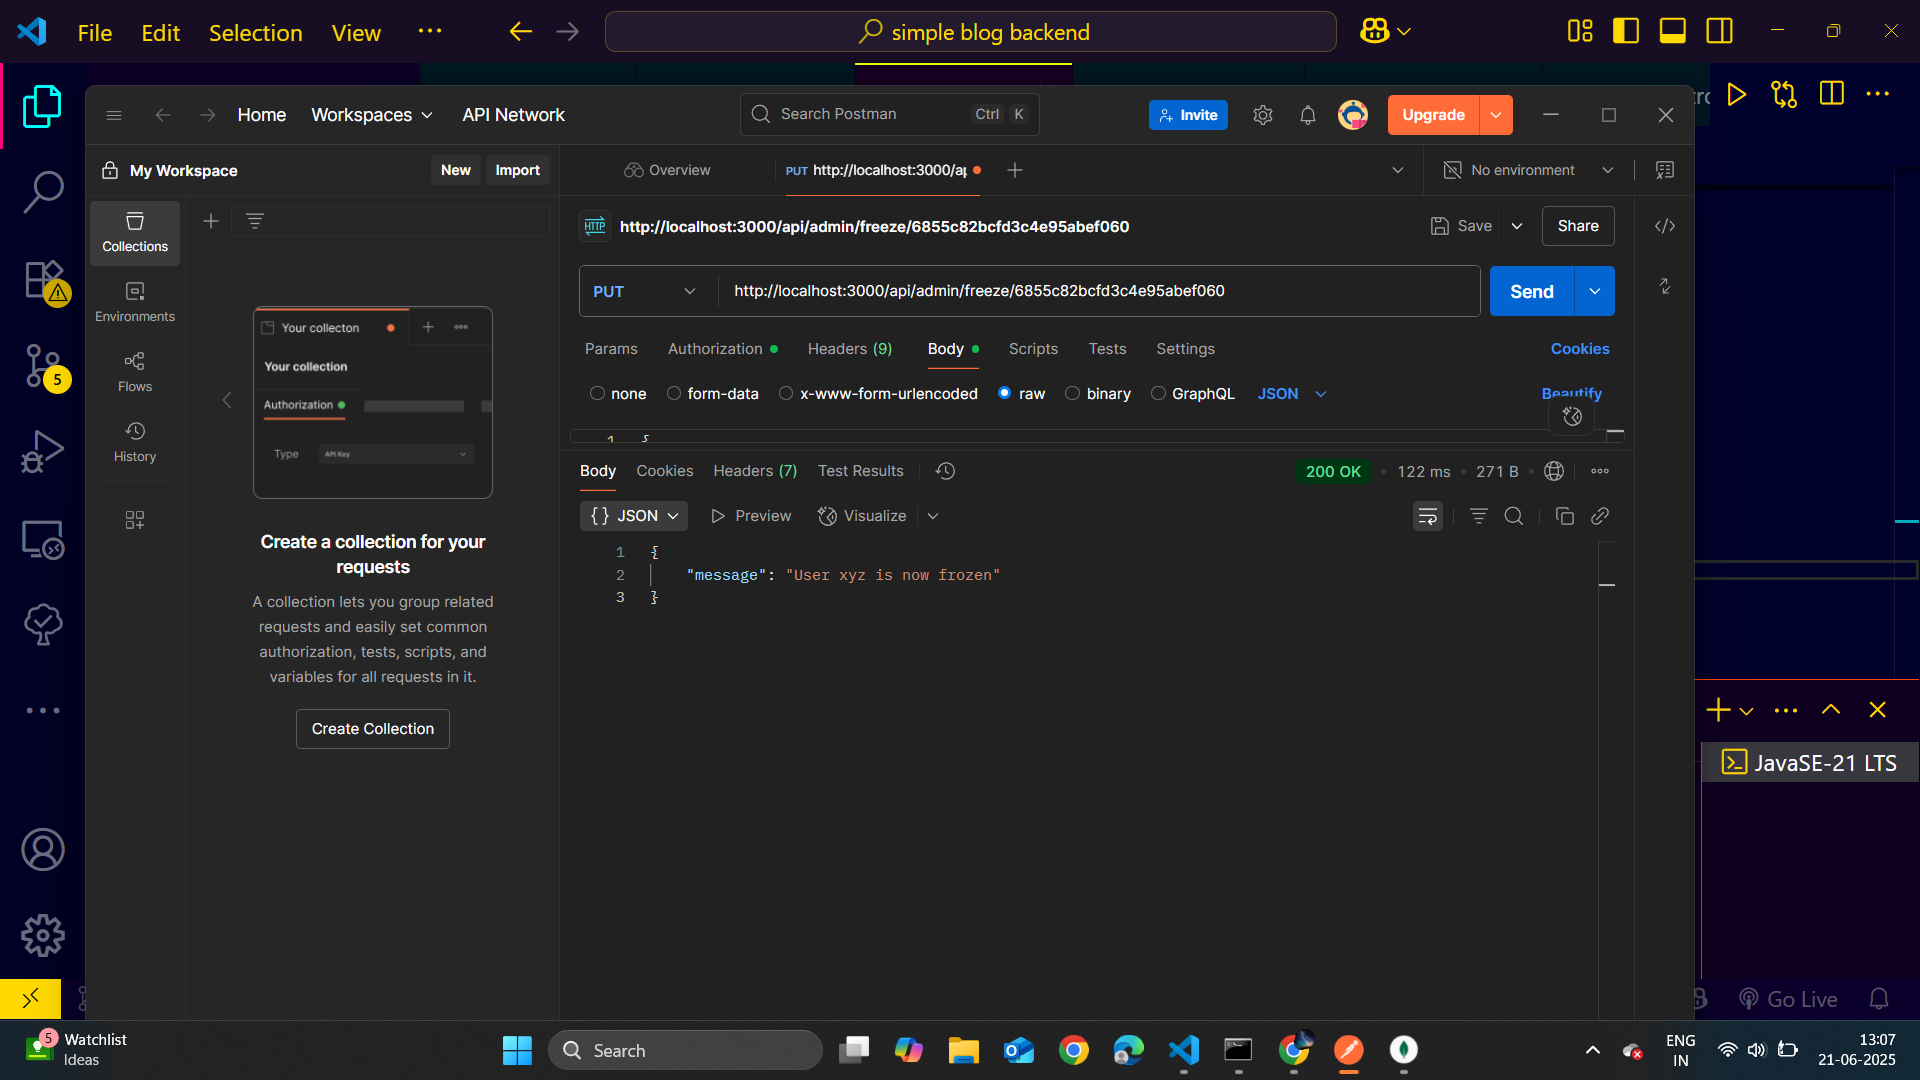 File Edit Selection View ...
simple blog backend
Home Workspaces API Network
Search Postman Ctrl K
Invite
Upgrade
My Workspace New Import
Overview
PUT http://localhost:3000/ap
No environment
Collections
Environments
Flows
History
Your collecton
Your collection
Authorization
Type API Key
Create a collection for your
requests
A collection lets you group related
requests and easily set common
authorization, tests, scripts, and
variables for all requests in it.
Create Collection
HTTP http://localhost:3000/api/admin/freeze/6855c82bcfd3c4e95abef060
Save Share
PUT http://localhost:3000/api/admin/freeze/6855c82bcfd3c4e95abef060
Send
Params Authorization Headers (9) Body Scripts Tests Settings Cookies
none form-data x-www-form-urlencoded raw binary GraphQL JSON Beautify
1 {
Body Cookies Headers (7) Test Results 200 OK • 122 ms • 271 B
{} JSON Preview Visualize
1 {
2 "message": "User xyz is now frozen"
3 }
5
JavaSE-21 LTS
Go Live
5 Watchlist
Ideas
Search
ENG
IN
13:07
21-06-2025